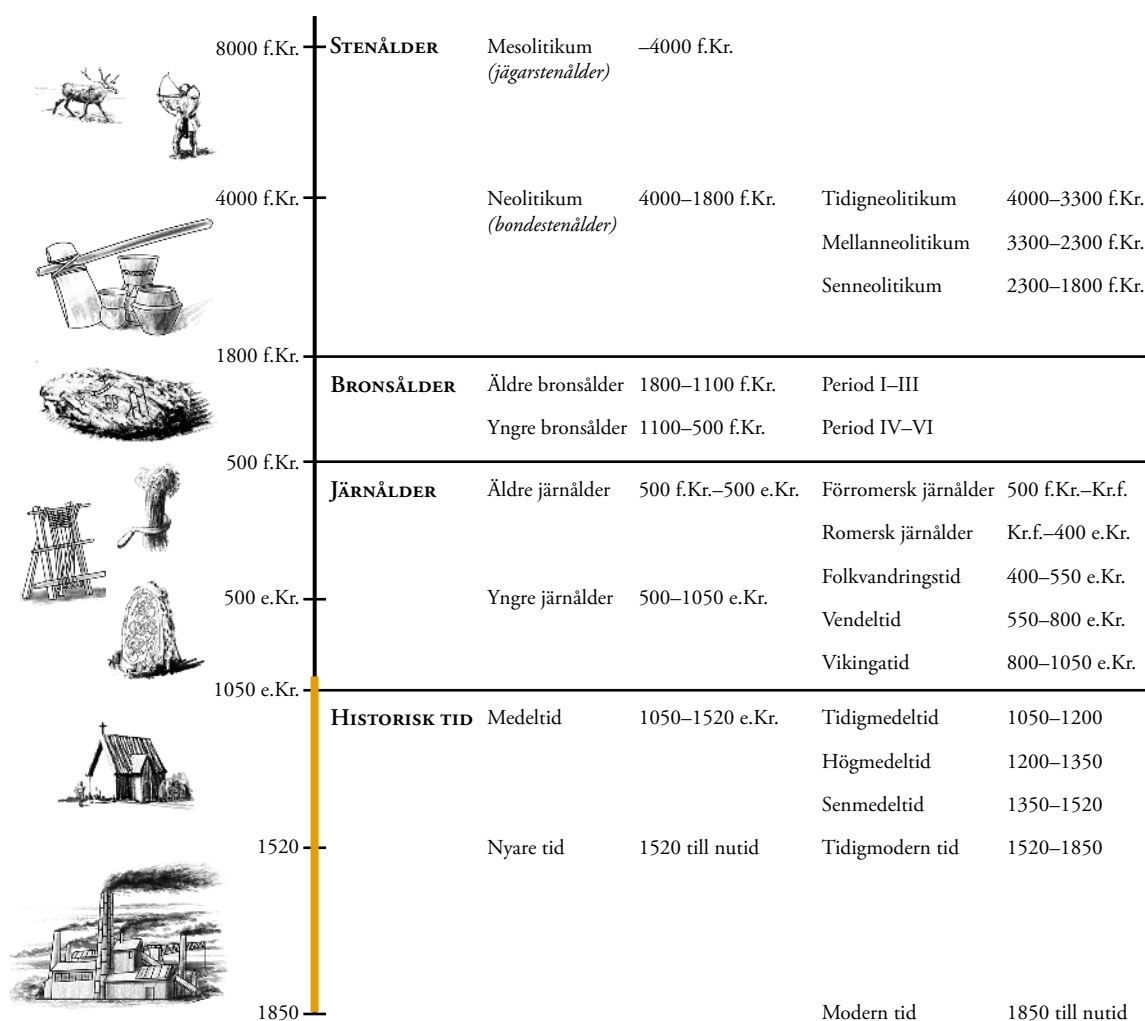 8000 f.Kr. STENÅLDER Mesolitikum –4000 f.Kr.
(jägarstenålder)
4000 f.Kr. Neolitikum 4000–1800 f.Kr. Tidigneolitikum 4000–3300 f.Kr.
(bondestenålder)
Mellanneolitikum 3300–2300 f.Kr.
Senneolitikum 2300–1800 f.Kr.
1800 f.Kr.
BRONSÅLDER Äldre bronsålder 1800–1100 f.Kr. Period I–III
Yngre bronsålder 1100–500 f.Kr. Period IV–VI
500 f.Kr.
JÄRNÅLDER Äldre järnålder 500 f.Kr.–500 e.Kr. Förromersk järnålder 500 f.Kr.–Kr.f.
Romersk järnålder Kr.f.–400 e.Kr.
Folkvandringstid 400–550 e.Kr.
500 e.Kr. Yngre järnålder 500–1050 e.Kr.
Vendeltid 550–800 e.Kr.
Vikingatid 800–1050 e.Kr.
1050 e.Kr.
HISTORISK TID Medeltid 1050–1520 e.Kr. Tidigmedeltid 1050–1200
Högmedeltid 1200–1350
Senmedeltid 1350–1520
1520 Nyare tid 1520 till nutid Tidigmodern tid 1520–1850
1850 Modern tid 1850 till nutid